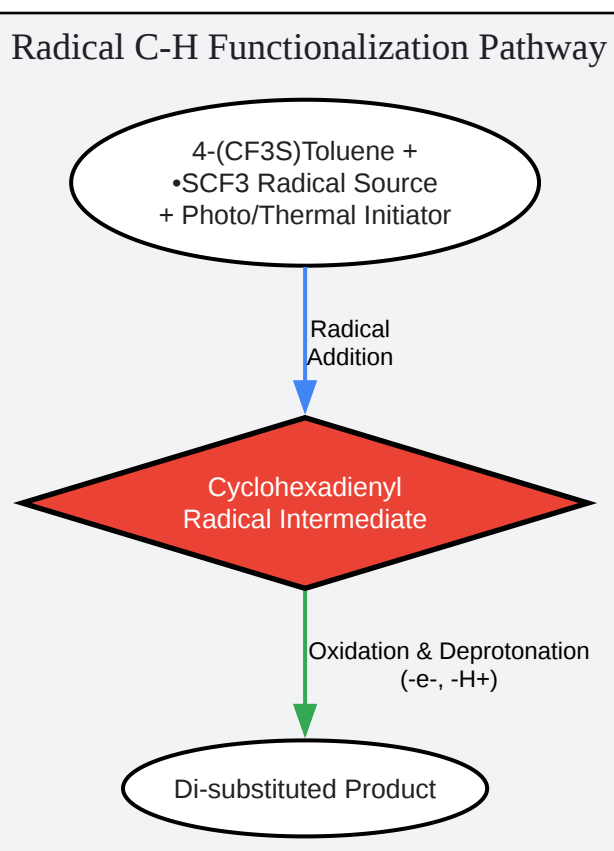 Radical C-H Functionalization Pathway
4-(CF3S)Toluene +
•SCF3 Radical Source
+ Photo/Thermal Initiator
Radical
Addition
Cyclohexadienyl
Radical Intermediate
Oxidation & Deprotonation
(-e-, -H+)
Di-substituted Product